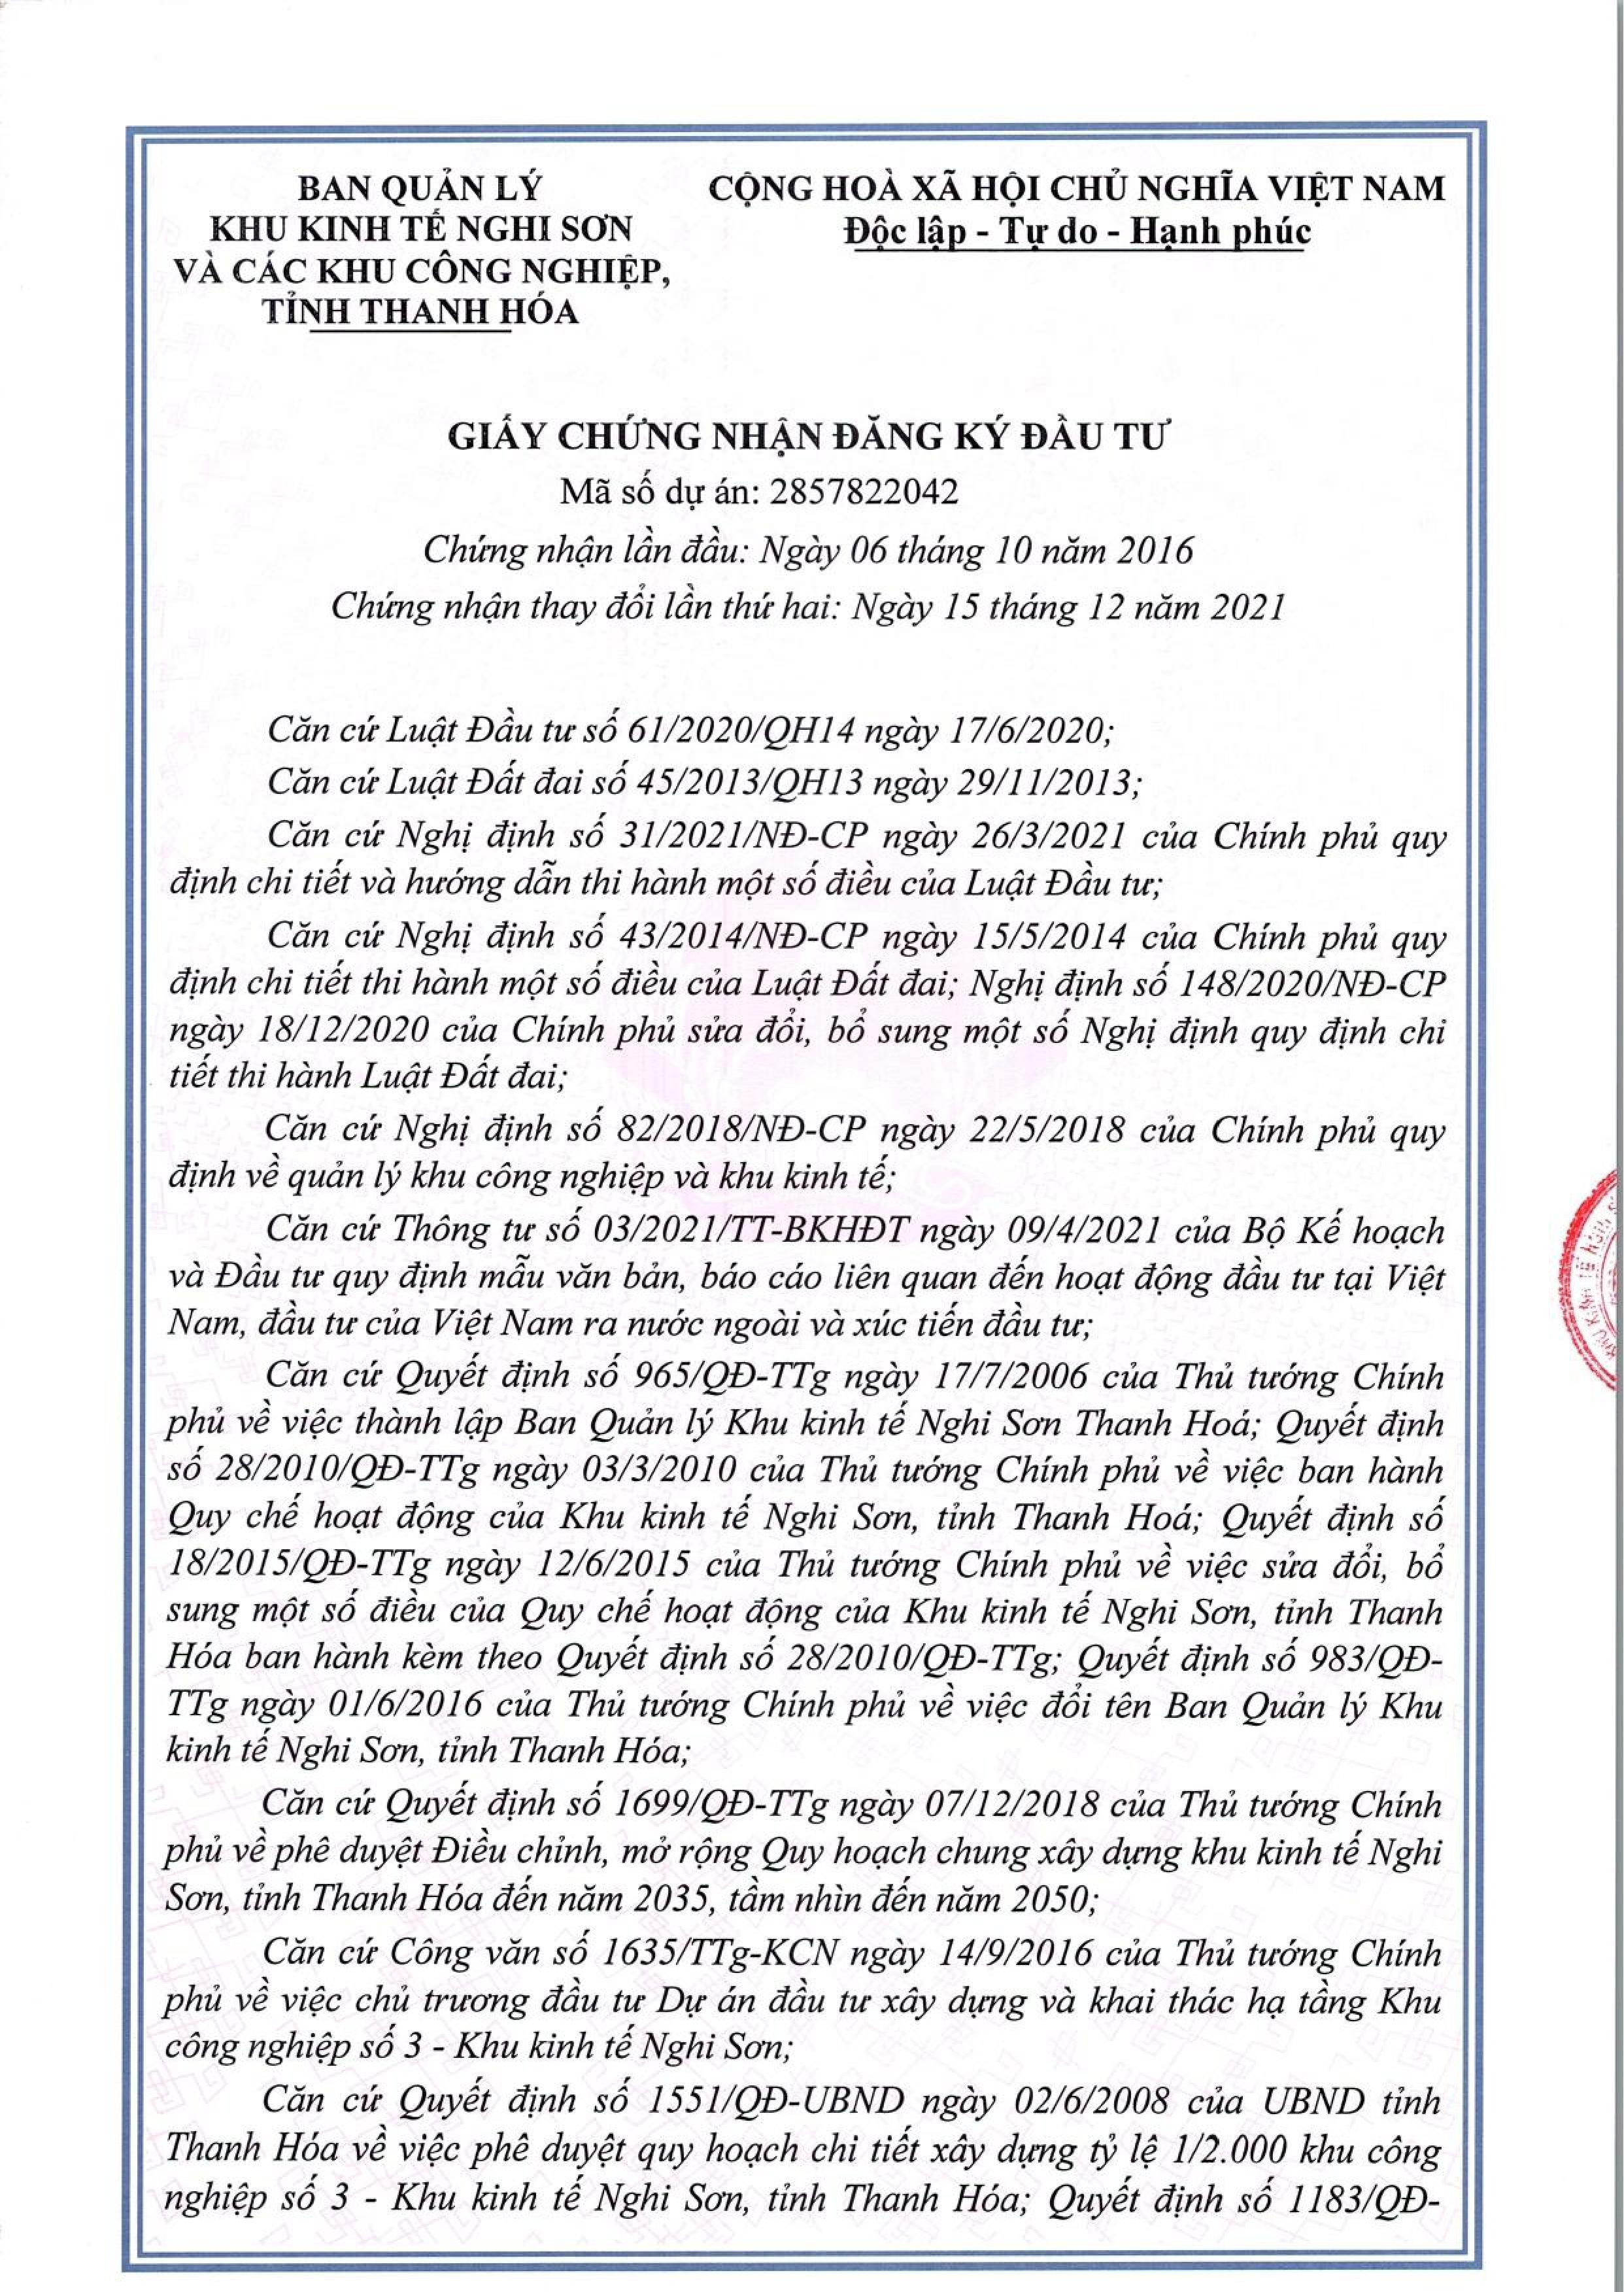 BAN QUẢN LÝ
KHU KINH TẾ NGHI SƠN
VÀ CÁC KHU CÔNG NGHIỆP,
TỈNH THANH HÓA
CỘNG HOÀ XÃ HỘI CHỦ NGHĨA VIỆT NAM
Độc lập - Tự do - Hạnh phúc
GIẤY CHỨNG NHẬN ĐĂNG KÝ ĐẦU TƯ
Mã số dự án: 2857822042
Chứng nhận lần đầu: Ngày 06 tháng 10 năm 2016
Chứng nhận thay đổi lần thứ hai: Ngày 15 tháng 12 năm 2021
Căn cứ Luật Đầu tư số 61/2020/QH14 ngày 17/6/2020;
Căn cứ Luật Đất đai số 45/2013/QH13 ngày 29/11/2013;
Căn cứ Nghị định số 31/2021/NĐ-CP ngày 26/3/2021 của Chính phủ quy
định chi tiết và hướng dẫn thi hành một số điều của Luật Đầu tư;
Căn cứ Nghị định số 43/2014/NĐ-CP ngày 15/5/2014 của Chính phủ quy
định chi tiết thi hành một số điều của Luật Đất đai; Nghị định số 148/2020/NĐ-CP
ngày 18/12/2020 của Chính phủ sửa đổi, bổ sung một số Nghị định quy định chi
tiết thi hành Luật Đất đai;
Căn cứ Nghị định số 82/2018/NĐ-CP ngày 22/5/2018 của Chính phủ quy
định về quản lý khu công nghiệp và khu kinh tế;
Căn cứ Thông tư số 03/2021/TT-BKHĐT ngày 09/4/2021 của Bộ Kế hoạch
và Đầu tư quy định mẫu văn bản, báo cáo liên quan đến hoạt động đầu tư tại Việt
Nam, đầu tư của Việt Nam ra nước ngoài và xúc tiến đầu tư;
Căn cứ Quyết định số 965/QĐ-TTg ngày 17/7/2006 của Thủ tướng Chính
phủ về việc thành lập Ban Quản lý Khu kinh tế Nghi Sơn Thanh Hoá; Quyết định
số 28/2010/QĐ-TTg ngày 03/3/2010 của Thủ tướng Chính phủ về việc ban hành
Quy chế hoạt động của Khu kinh tế Nghi Sơn, tỉnh Thanh Hoá; Quyết định số
18/2015/QĐ-TTg ngày 12/6/2015 của Thủ tướng Chính phủ về việc sửa đổi, bổ
sung một số điều của Quy chế hoạt động của Khu kinh tế Nghi Sơn, tỉnh Thanh
Hóa ban hành kèm theo Quyết định số 28/2010/QĐ-TTg; Quyết định số 983/QĐ-
TTg ngày 01/6/2016 của Thủ tướng Chính phủ về việc đổi tên Ban Quản lý Khu
kinh tế Nghi Sơn, tỉnh Thanh Hóa;
Căn cứ Quyết định số 1699/QĐ-TTg ngày 07/12/2018 của Thủ tướng Chính
phủ về phê duyệt Điều chỉnh, mở rộng Quy hoạch chung xây dựng khu kinh tế Nghi
Sơn, tỉnh Thanh Hóa đến năm 2035, tầm nhìn đến năm 2050;
Căn cứ Công văn số 1635/TTg-KCN ngày 14/9/2016 của Thủ tướng Chính
phủ về việc chủ trương đầu tư Dự án đầu tư xây dựng và khai thác hạ tầng Khu
công nghiệp số 3 - Khu kinh tế Nghi Sơn;
Căn cứ Quyết định số 1551/QĐ-UBND ngày 02/6/2008 của UBND tỉnh
Thanh Hóa về việc phê duyệt quy hoạch chi tiết xây dựng tỷ lệ 1/2.000 khu công
nghiệp số 3 - Khu kinh tế Nghi Sơn, tỉnh Thanh Hóa; Quyết định số 1183/QĐ-